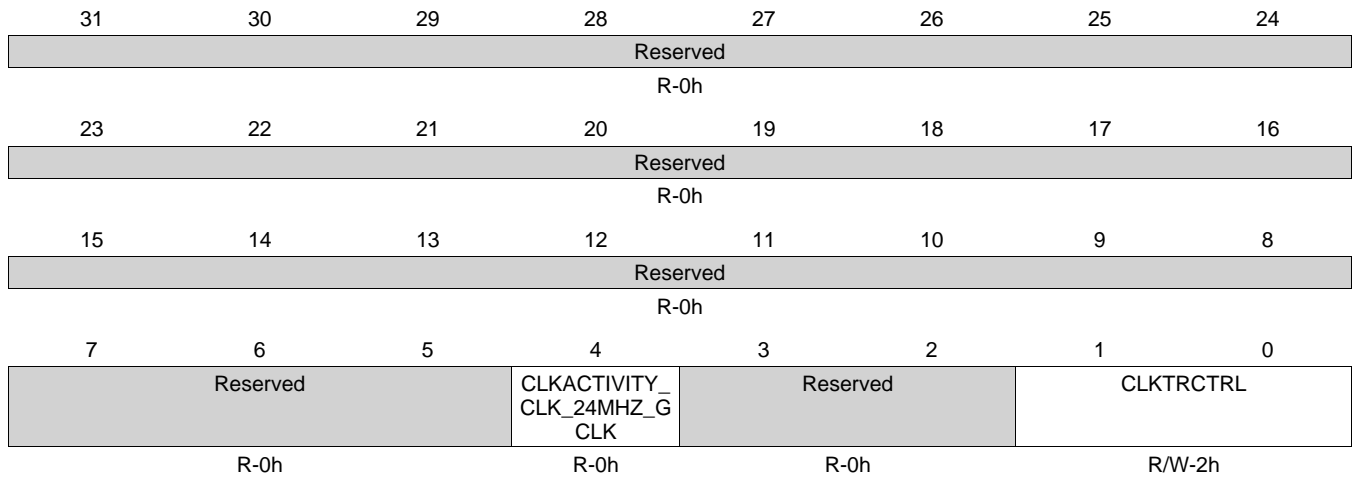 31 30 29 28 27 26 25 24
Reserved
R-0h
23 22 21 20 19 18 17 16
Reserved
R-0h
15 14 13 12 11 10 9 8
Reserved
R-0h
7 6 5 4 3 2 1 0
Reserved CLKACTIVITY_ Reserved CLKTRCTRL
CLK_24MHZ_G
CLK
R-0h R-0h R-0h R/W-2h